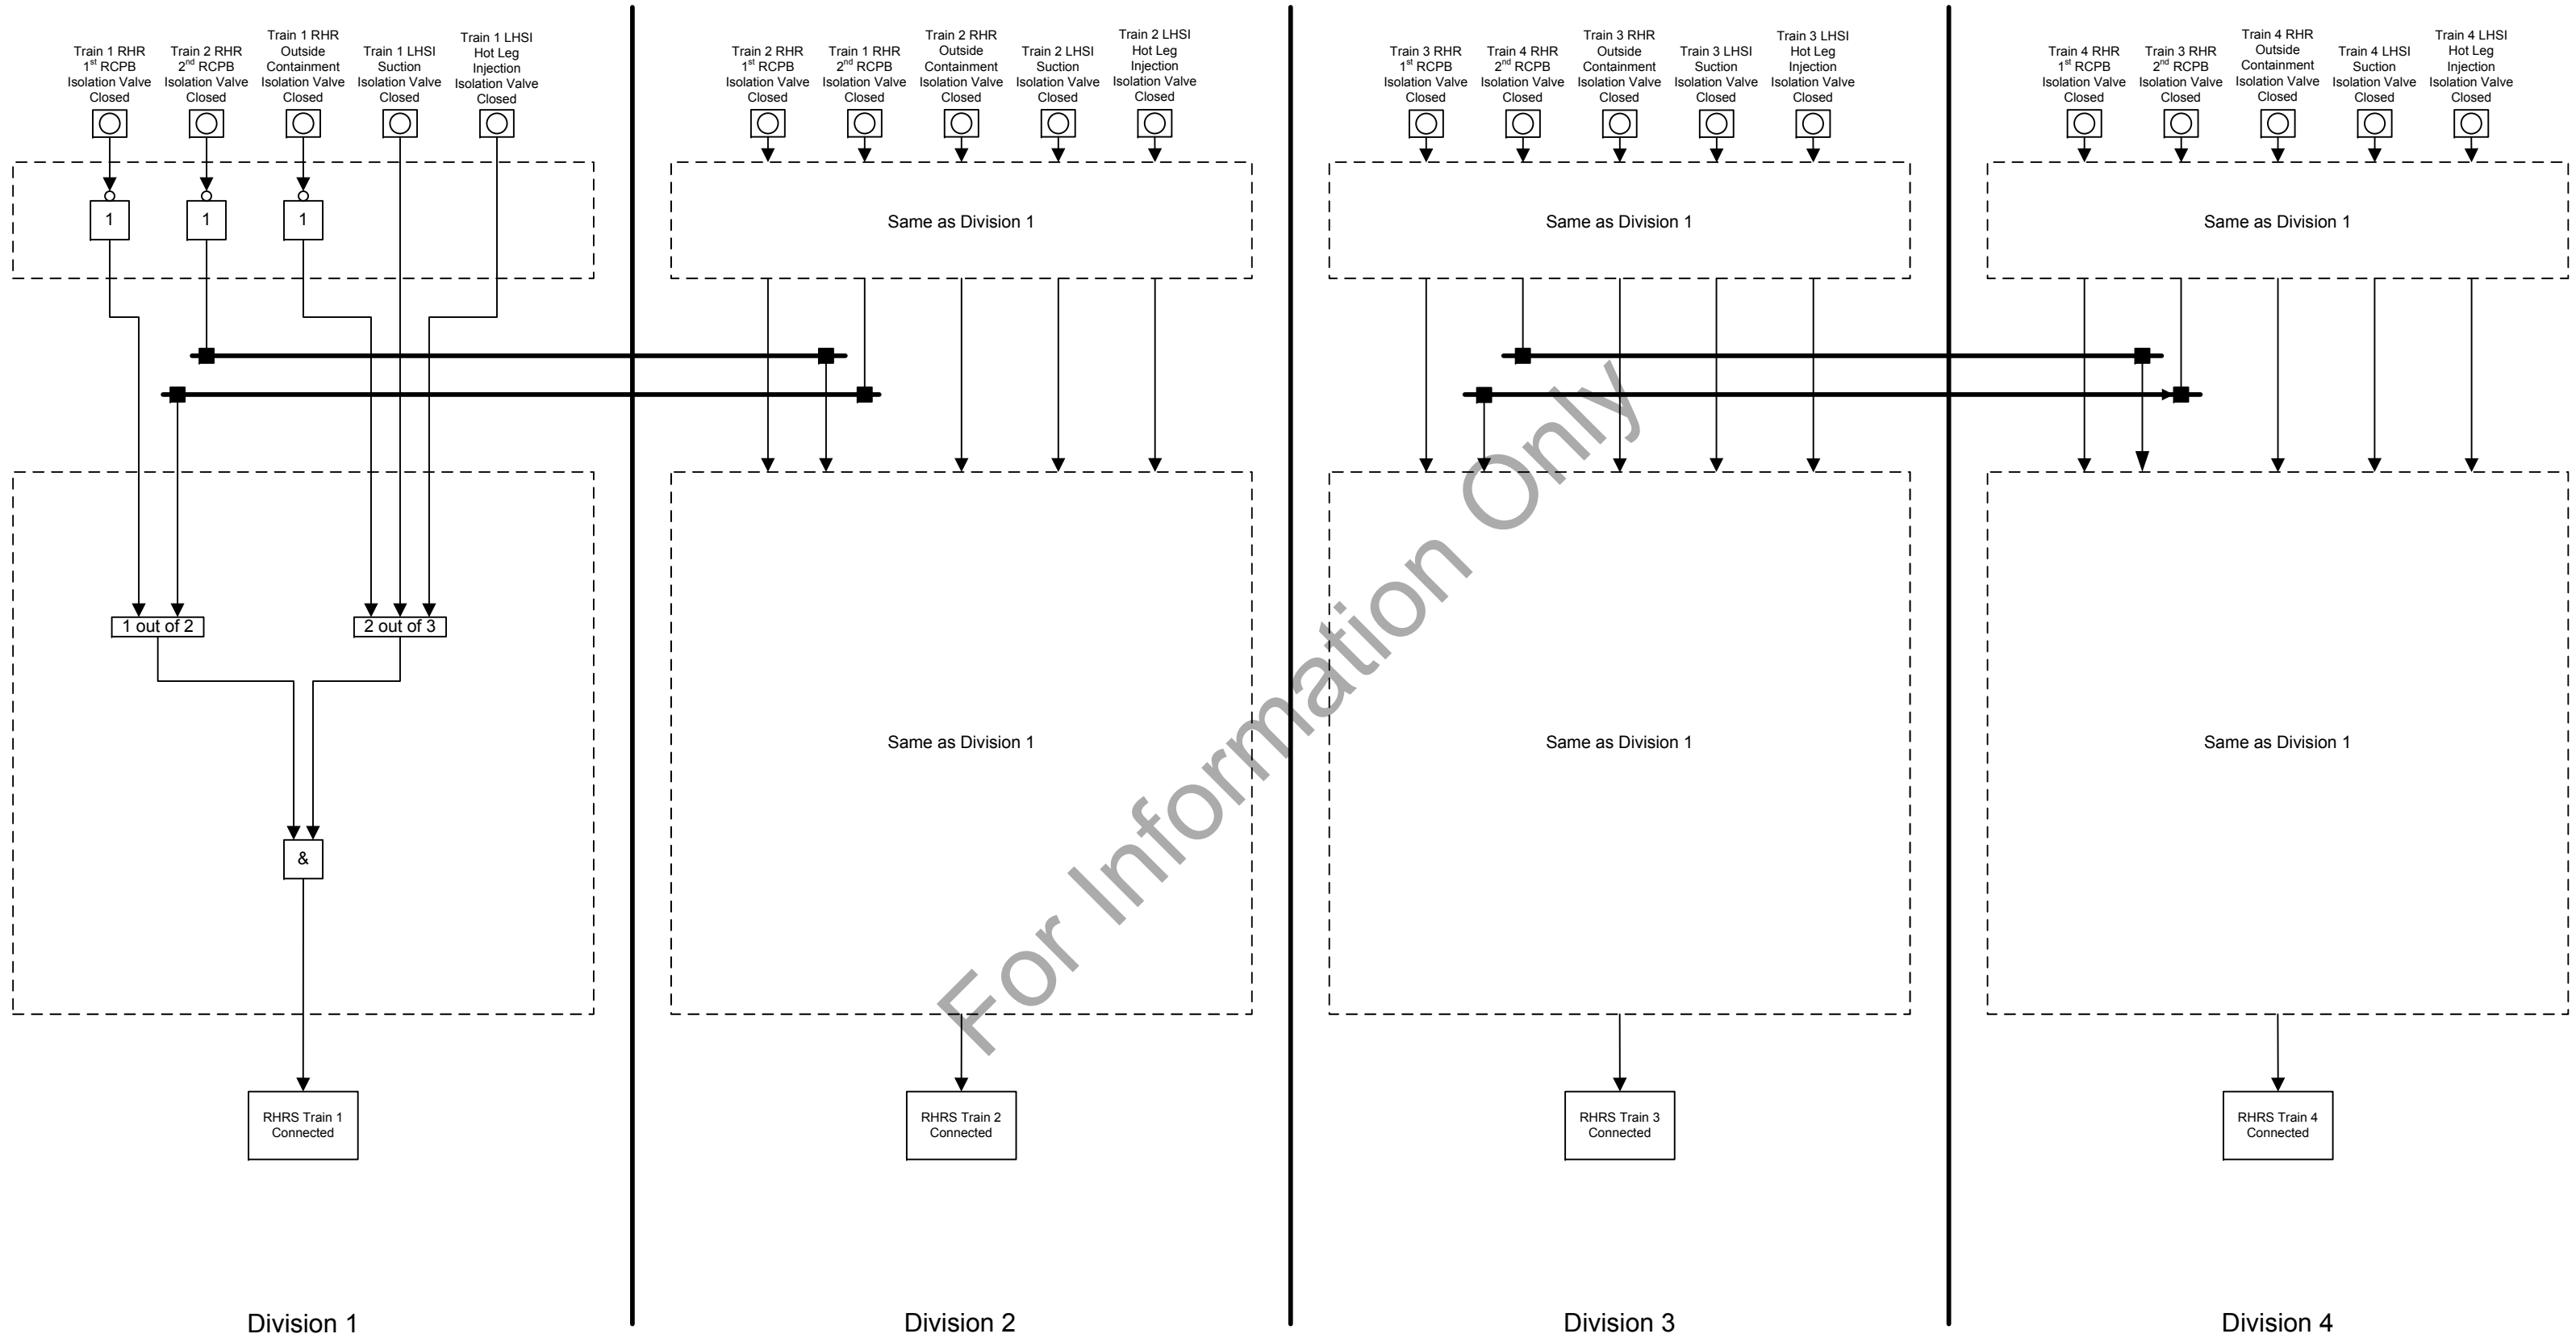 Train 1 RHR
1st RCPB
Isolation Valve
Closed
Train 2 RHR
2nd RCPB
Isolation Valve
Closed
Train 1 RHR
Outside
Containment
Isolation Valve
Closed
Train 1 LHSI
Suction
Isolation Valve
Closed
Train 1 LHSI
Hot Leg
Injection
Isolation Valve
Closed
1
1
1
1 out of 2
2 out of 3
&
RHRS Train 1
Connected
Division 1
Train 2 RHR
1st RCPB
Isolation Valve
Closed
Train 1 RHR
2nd RCPB
Isolation Valve
Closed
Train 2 RHR
Outside
Containment
Isolation Valve
Closed
Train 2 LHSI
Suction
Isolation Valve
Closed
Train 2 LHSI
Hot Leg
Injection
Isolation Valve
Closed
Same as Division 1
Same as Division 1
RHRS Train 2
Connected
Division 2
Train 3 RHR
1st RCPB
Isolation Valve
Closed
Train 4 RHR
2nd RCPB
Isolation Valve
Closed
Train 3 RHR
Outside
Containment
Isolation Valve
Closed
Train 3 LHSI
Suction
Isolation Valve
Closed
Train 3 LHSI
Hot Leg
Injection
Isolation Valve
Closed
Same as Division 1
Same as Division 1
RHRS Train 3
Connected
Division 3
Train 4 RHR
1st RCPB
Isolation Valve
Closed
Train 3 RHR
2nd RCPB
Isolation Valve
Closed
Train 4 RHR
Outside
Containment
Isolation Valve
Closed
Train 4 LHSI
Suction
Isolation Valve
Closed
Train 4 LHSI
Hot Leg
Injection
Isolation Valve
Closed
Same as Division 1
Same as Division 1
RHRS Train 4
Connected
Division 4
For Information Only